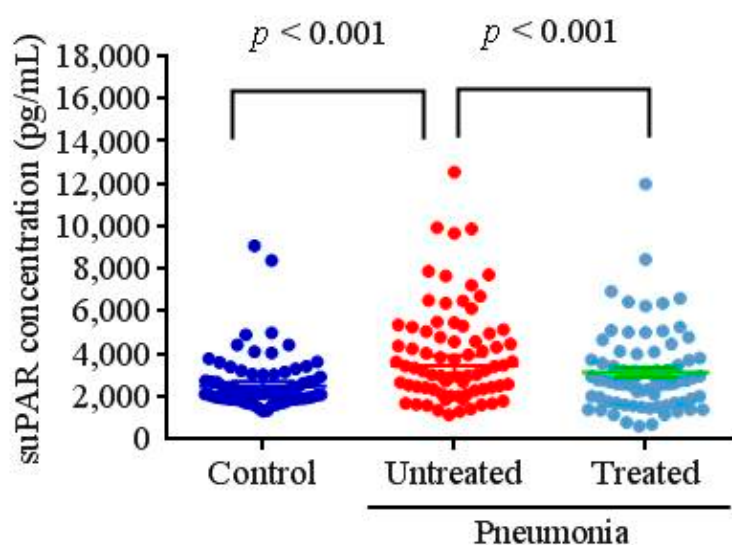 p < 0.001
p < 0.001
suPAR concentration (pg/mL)
18,000
16,000
14,000
12,000
10,000
8,000
6,000
4,000
2,000
0
Control
Untreated
Treated
Pneumonia